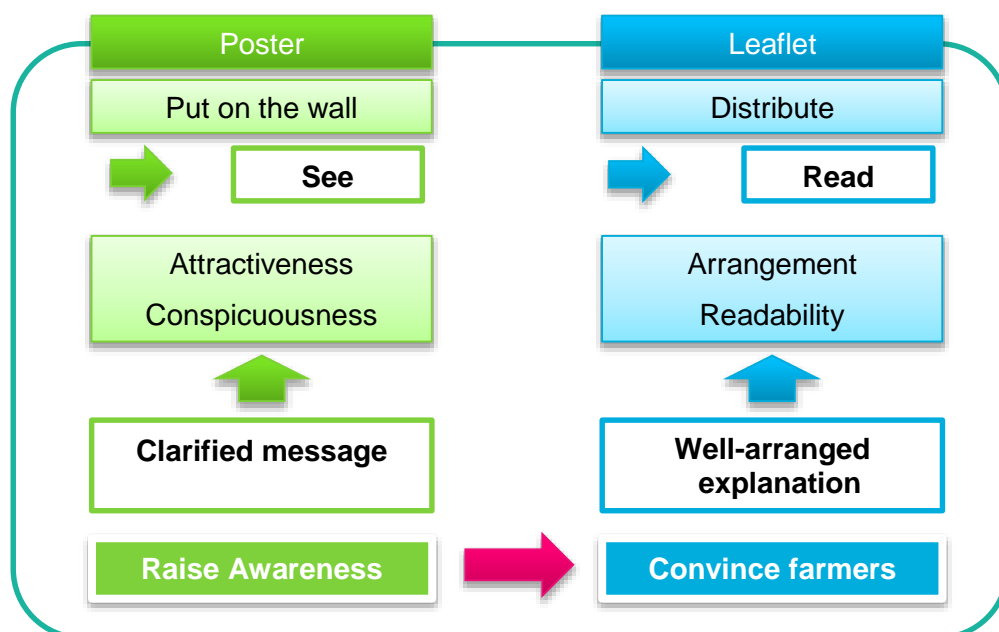 Poster
Leaflet
Put on the wall
Distribute
See
Read
Attractiveness
Conspicuousness
Arrangement
Readability
Clarified message
Well-arranged
explanation
Raise Awareness
Convince farmers